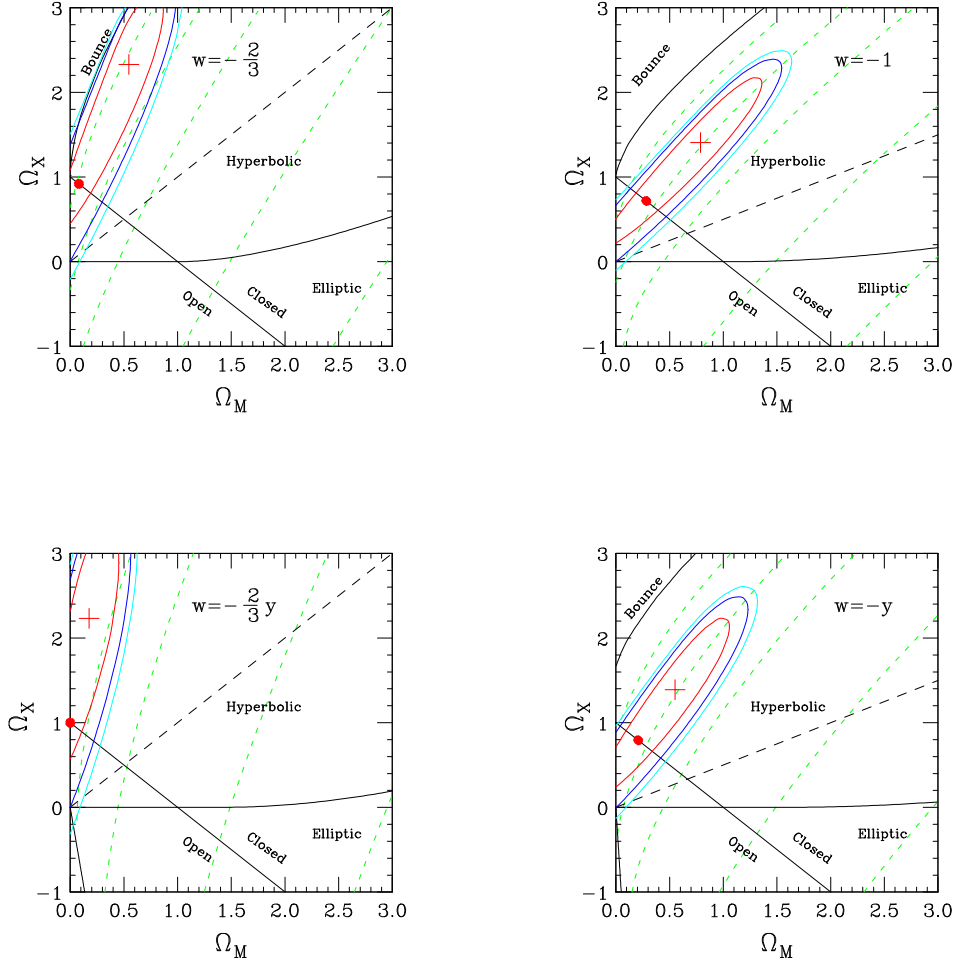 3
2
1
0
−1
Ω_X
Bounce
w=−2/3
Hyperbolic
Elliptic
Open
Closed
0.0 0.5 1.0 1.5 2.0 2.5 3.0
Ω_M
3
2
1
0
−1
Ω_X
Bounce
w=−1
Hyperbolic
Elliptic
Open
Closed
0.0 0.5 1.0 1.5 2.0 2.5 3.0
Ω_M
3
2
1
0
−1
Ω_X
w=−2/3 y
Hyperbolic
Elliptic
Open
Closed
0.0 0.5 1.0 1.5 2.0 2.5 3.0
Ω_M
3
2
1
0
−1
Ω_X
Bounce
w=−y
Hyperbolic
Elliptic
Open
Closed
0.0 0.5 1.0 1.5 2.0 2.5 3.0
Ω_M